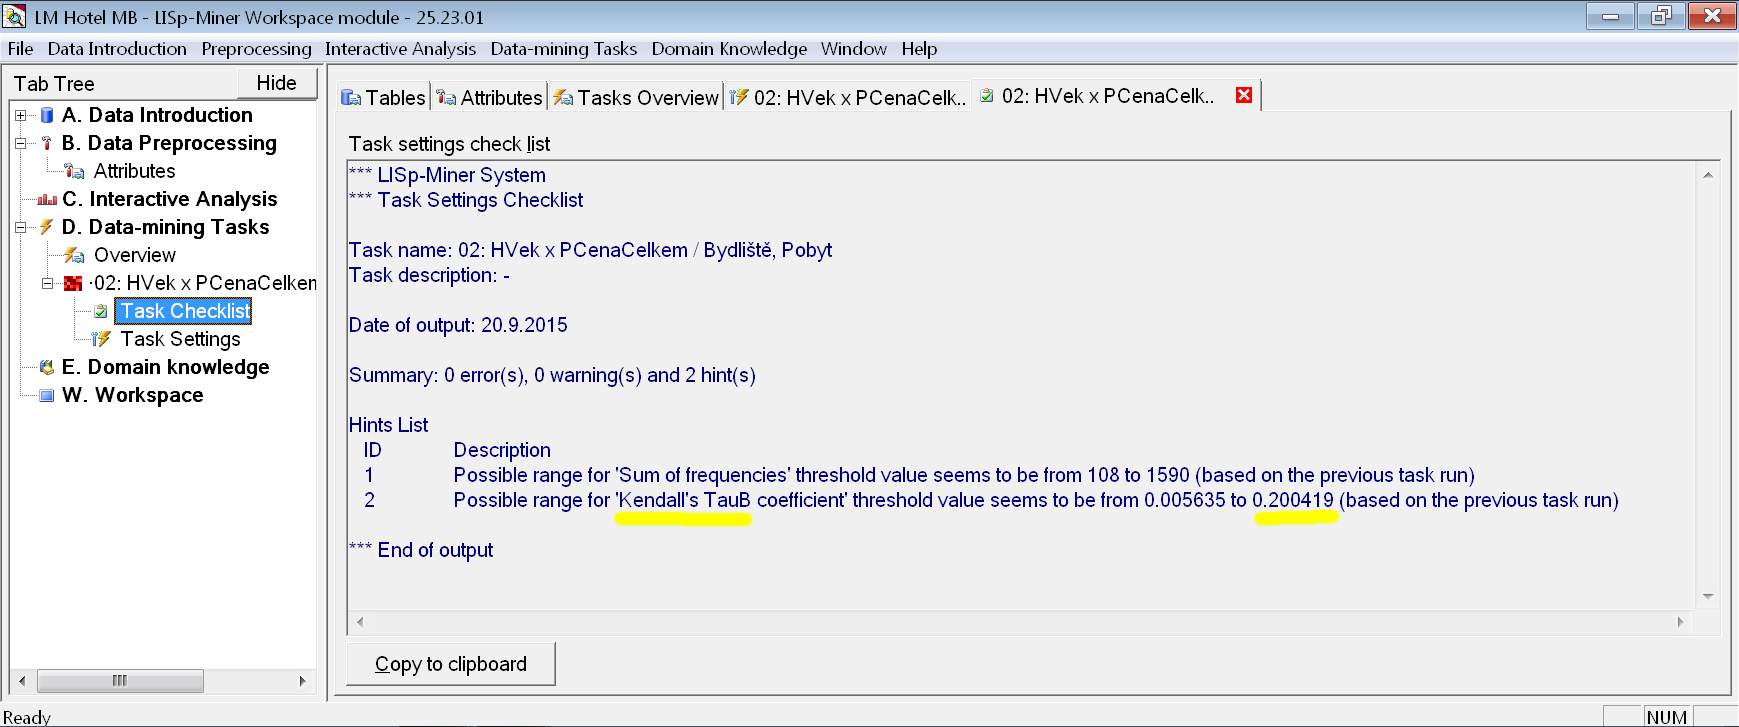 LM Hotel MB - LISp-Miner Workspace module - 25.23.01
File Data Introduction Preprocessing Interactive Analysis Data-mining Tasks Domain Knowledge Window Help
Tab Tree Hide
A. Data Introduction
B. Data Preprocessing
Attributes
C. Interactive Analysis
D. Data-mining Tasks
Overview
·02: HVek x PCenaCelkem
Task Checklist
Task Settings
E. Domain knowledge
W. Workspace
Tables Attributes Tasks Overview 02: HVek x PCenaCelk.. 02: HVek x PCenaCelk..
Task settings check list
*** LISp-Miner System
*** Task Settings Checklist
Task name: 02: HVek x PCenaCelkem / Bydliště, Pobyt
Task description: -
Date of output: 20.9.2015
Summary: 0 error(s), 0 warning(s) and 2 hint(s)
Hints List
ID Description
1 Possible range for 'Sum of frequencies' threshold value seems to be from 108 to 1590 (based on the previous task run)
2 Possible range for 'Kendall's TauB coefficient' threshold value seems to be from 0.005635 to 0.200419 (based on the previous task run)
*** End of output
Copy to clipboard
Ready NUM